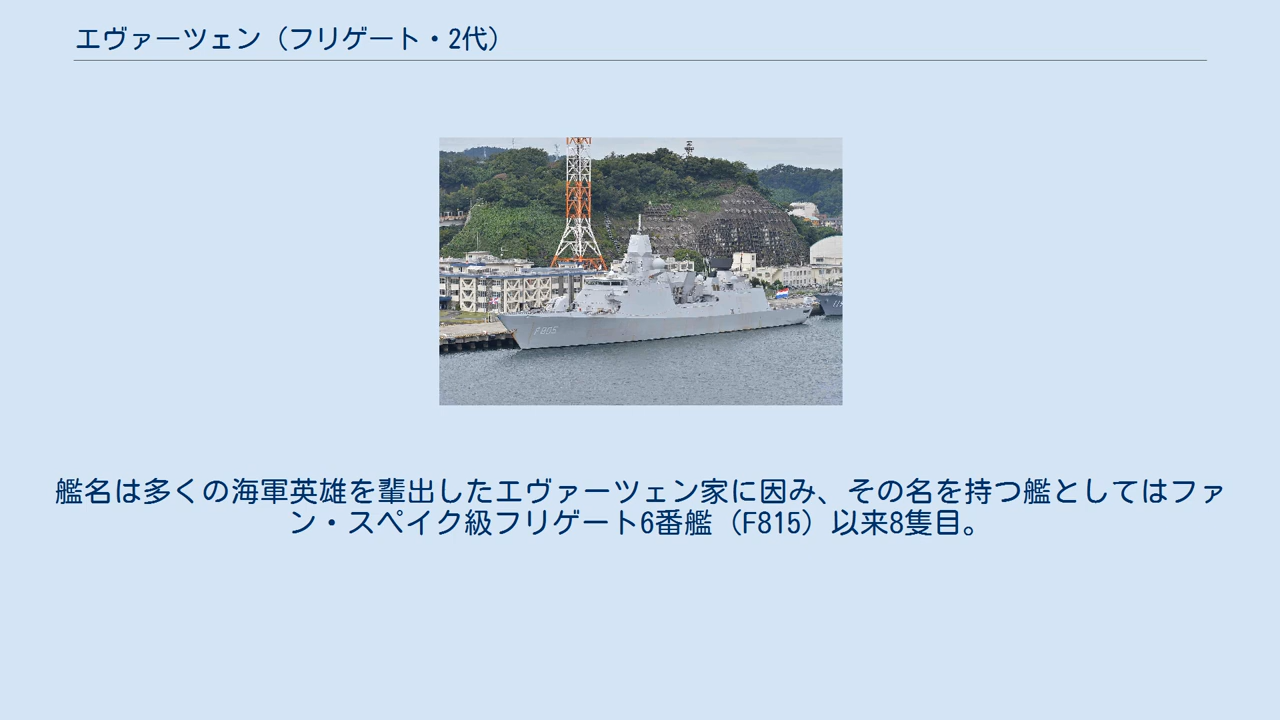 エヴァーツェン（フリゲート・2代）
F805
艦名は多くの海軍英雄を輩出したエヴァーツェン家に因み、その名を持つ艦としてはファ
ン・スペイク級フリゲート6番艦（F815）以来8隻目。